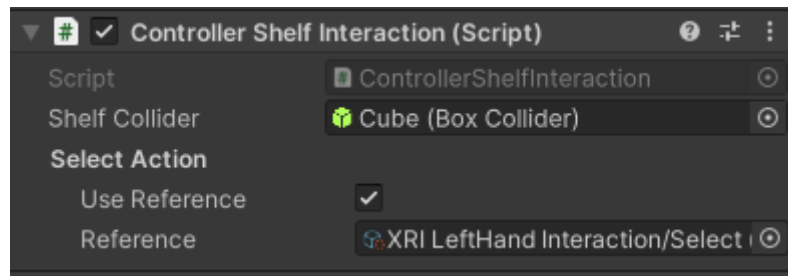 Controller Shelf Interaction (Script)
Script ControllerShelfInteraction
Shelf Collider Cube (Box Collider)
Select Action
Use Reference
Reference XRI LeftHand Interaction/Select (